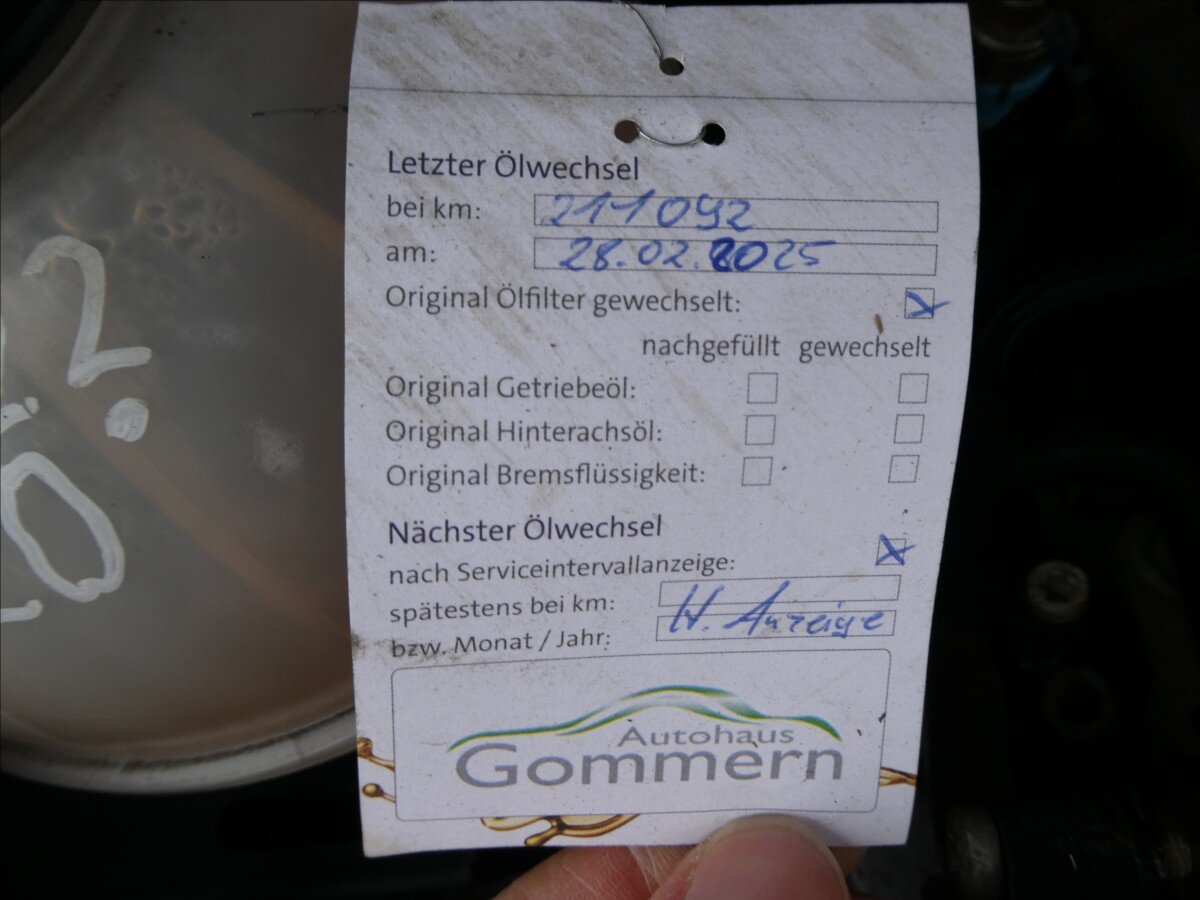 Letzter Ölwechsel
bei km: 211092
am: 28.02.2025
Original Ölfilter gewechselt:
nachgefüllt gewechselt
Original Getriebeöl:
Original Hinterachsöl:
Original Bremsflüssigkeit:
Nächster Ölwechsel
nach Serviceintervallanzeige:
spätestens bei km:
bzw. Monat / Jahr: W. Anzeige
Autohaus
Gommern